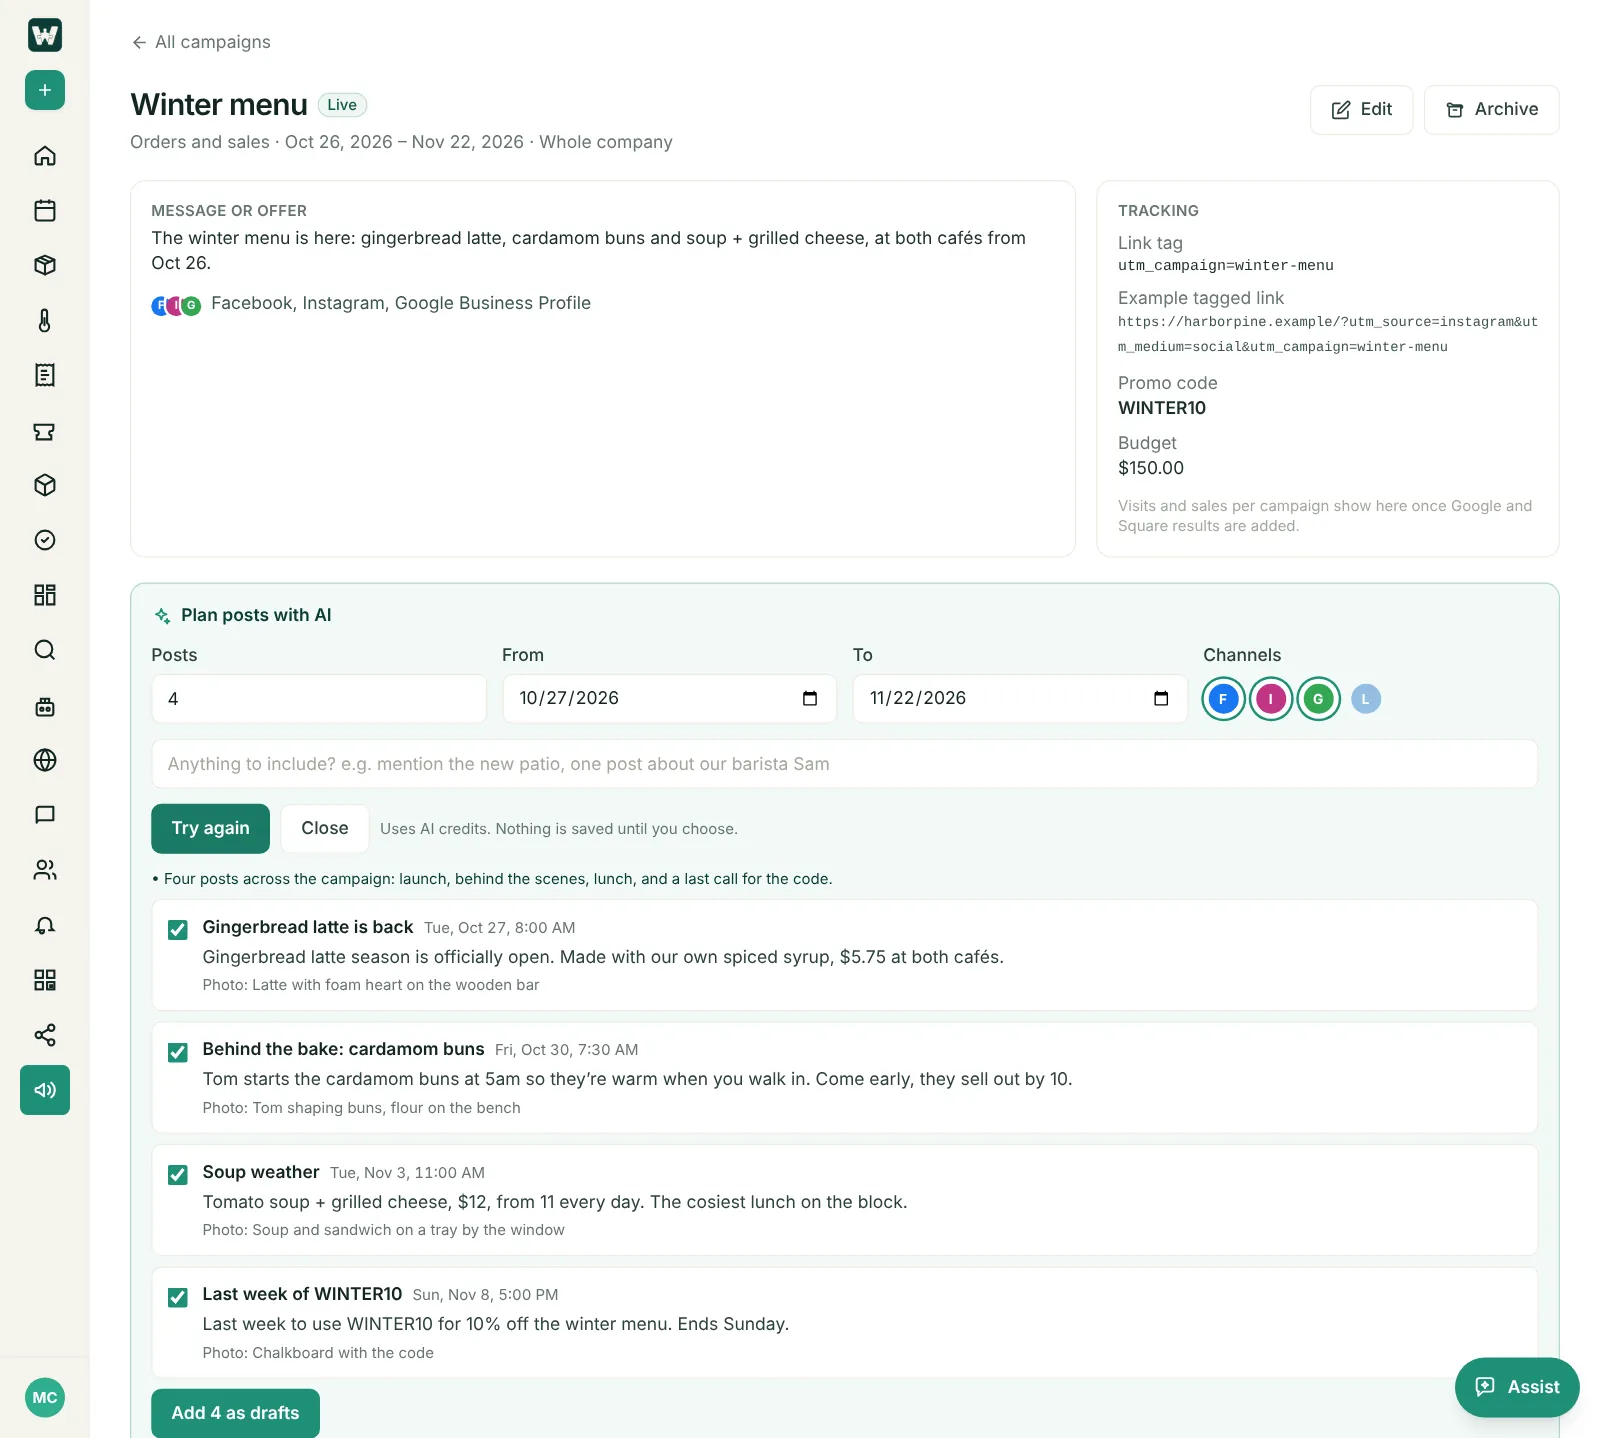 W
+
All campaigns
Winter menu Live
Orders and sales · Oct 26, 2026 – Nov 22, 2026 · Whole company
Edit
Archive
MESSAGE OR OFFER
The winter menu is here: gingerbread latte, cardamom buns and soup + grilled cheese, at both cafés from
Oct 26.
F I G Facebook, Instagram, Google Business Profile
TRACKING
Link tag
utm_campaign=winter-menu
Example tagged link
https://harborpine.example/?utm_source=instagram&ut
m_medium=social&utm_campaign=winter-menu
Promo code
WINTER10
Budget
$150.00
Visits and sales per campaign show here once Google and
Square results are added.
Plan posts with AI
Posts From To Channels
4 10/27/2026 11/22/2026 F I G L
Anything to include? e.g. mention the new patio, one post about our barista Sam
Try again Close Uses AI credits. Nothing is saved until you choose.
• Four posts across the campaign: launch, behind the scenes, lunch, and a last call for the code.
Gingerbread latte is back Tue, Oct 27, 8:00 AM
Gingerbread latte season is officially open. Made with our own spiced syrup, $5.75 at both cafés.
Photo: Latte with foam heart on the wooden bar
Behind the bake: cardamom buns Fri, Oct 30, 7:30 AM
Tom starts the cardamom buns at 5am so they’re warm when you walk in. Come early, they sell out by 10.
Photo: Tom shaping buns, flour on the bench
Soup weather Tue, Nov 3, 11:00 AM
Tomato soup + grilled cheese, $12, from 11 every day. The cosiest lunch on the block.
Photo: Soup and sandwich on a tray by the window
Last week of WINTER10 Sun, Nov 8, 5:00 PM
Last week to use WINTER10 for 10% off the winter menu. Ends Sunday.
Photo: Chalkboard with the code
Add 4 as drafts
Assist
MC